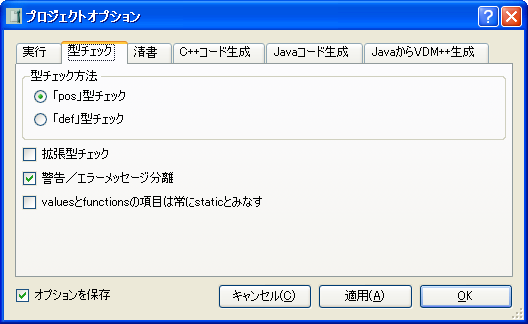 プロジェクトオプション
実行 型チェック 清書 C++コード生成 Javaコード生成 JavaからVDM++生成
型チェック方法
「pos」型チェック
「def」型チェック
拡張型チェック
警告／エラーメッセージ分離
valuesとfunctionsの項目は常にstaticとみなす
オプションを保存 キャンセル(C) 適用(A) OK